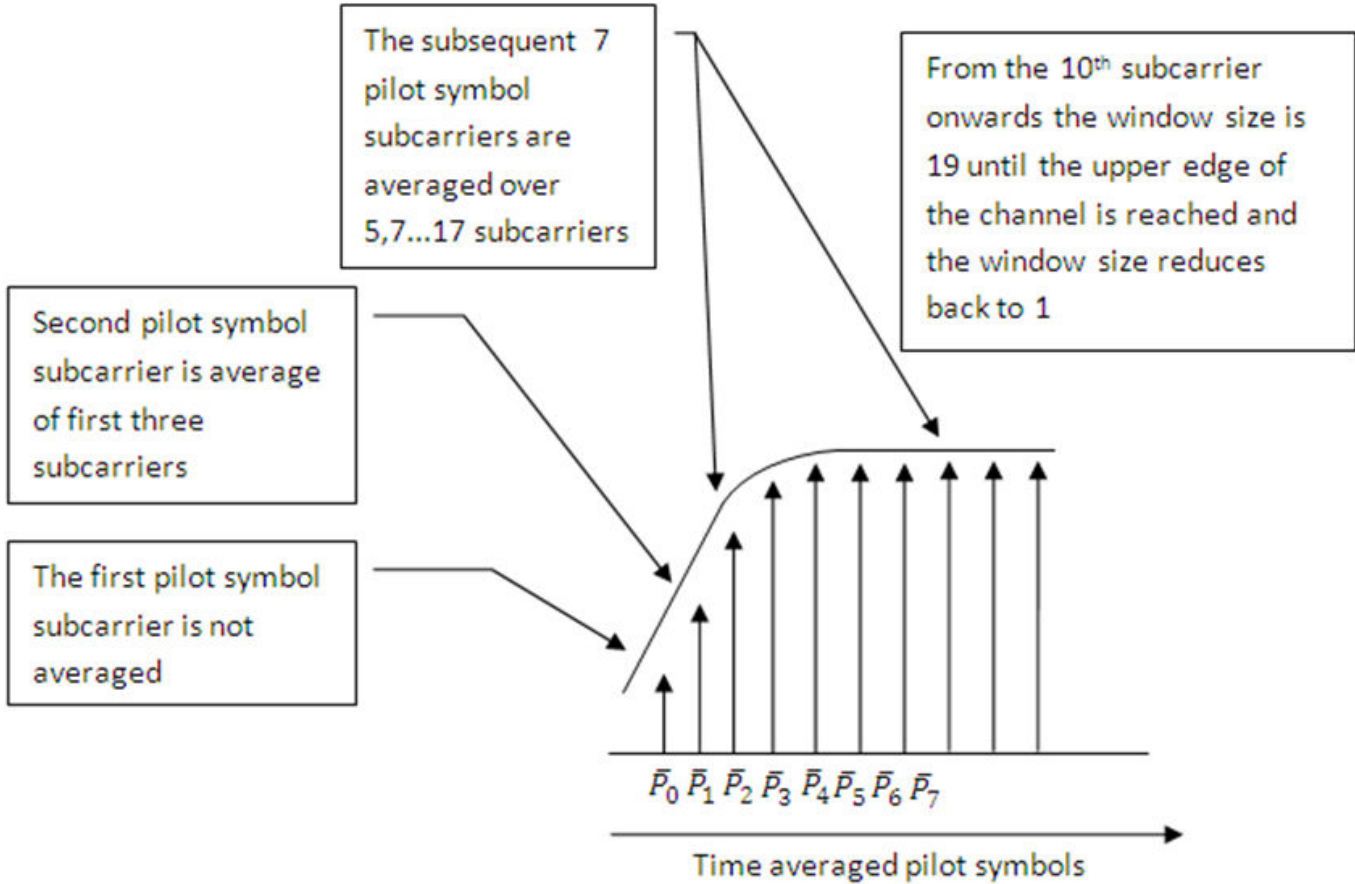 The subsequent 7
pilot symbol
subcarriers are
averaged over
5,7...17 subcarriers
From the 10th subcarrier
onwards the window size is
19 until the upper edge of
the channel is reached and
the window size reduces
back to 1
Second pilot symbol
subcarrier is average
of first three
subcarriers
The first pilot symbol
subcarrier is not
averaged
P̄0 P̄1 P̄2 P̄3 P̄4 P̄5 P̄6 P̄7
Time averaged pilot symbols